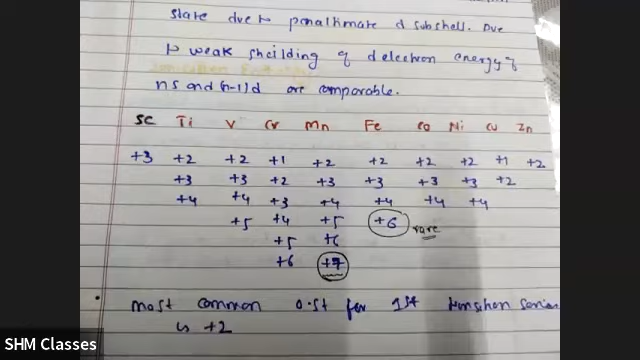 state due to penaltimate d subshell. Due
to weak sheilding of d electron energy of
ns and (n-1)d are comparable.
SC Ti V Cr Mn Fe Co Ni Cu Zn
+3 +2 +2 +1 +2 +2 +2 +2 +1 +2
+3 +3 +2 +3 +3 +3 +3 +2
+4 +4 +3 +4 +4 +4 +4
+5 +4 +5 +6 rare
+5 +6
+6 +7
• most common o.st for 1st transition series
is +2
SHM Classes